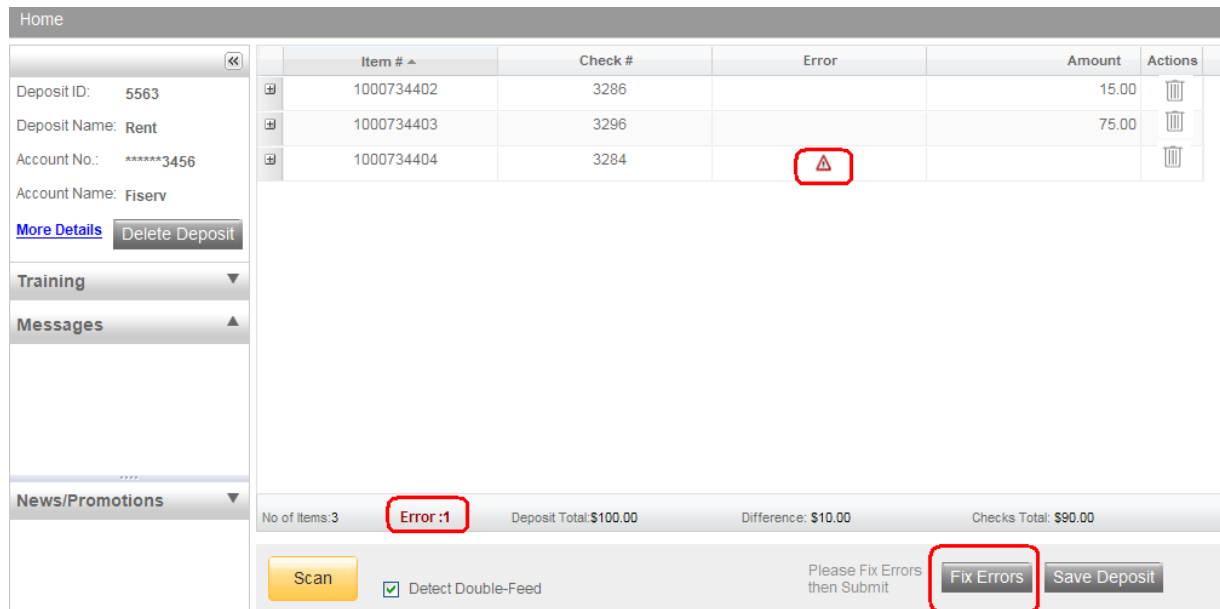 Home
Deposit ID: 5563
Deposit Name: Rent
Account No.: ******3456
Account Name: Fiserv
More Details Delete Deposit
Training
Messages
News/Promotions
Item # Check # Error Amount Actions
1000734402 3286 15.00
1000734403 3296 75.00
1000734404 3284
No of Items:3 Error :1 Deposit Total:$100.00 Difference: $10.00 Checks Total: $90.00
Scan Detect Double-Feed
Please Fix Errors
then Submit
Fix Errors Save Deposit